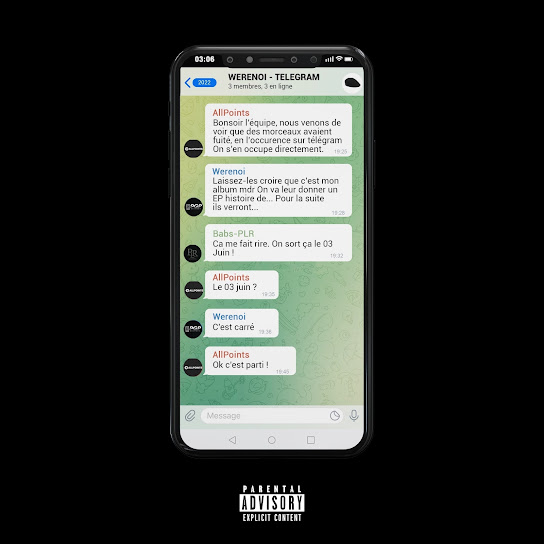 03:06
2022
WERENOI - TELEGRAM
3 membres, 3 en ligne
AllPoints
Bonsoir l'équipe, nous venons de
voir que des morceaux avaient
fuité, en l'occurence sur télégram
On s'en occupe directement.
19:25
Werenoi
Laissez-les croire que c'est mon
album mdr On va leur donner un
EP histoire de... Pour la suite
ils verront...
19:28
Babs-PLR
Ca me fait rire. On sort ça le 03
Juin !
19:32
AllPoints
Le 03 juin ?
19:35
Werenoi
C'est carré
19:36
AllPoints
Ok c'est parti !
19:45
Message
PARENTAL
ADVISORY
EXPLICIT CONTENT